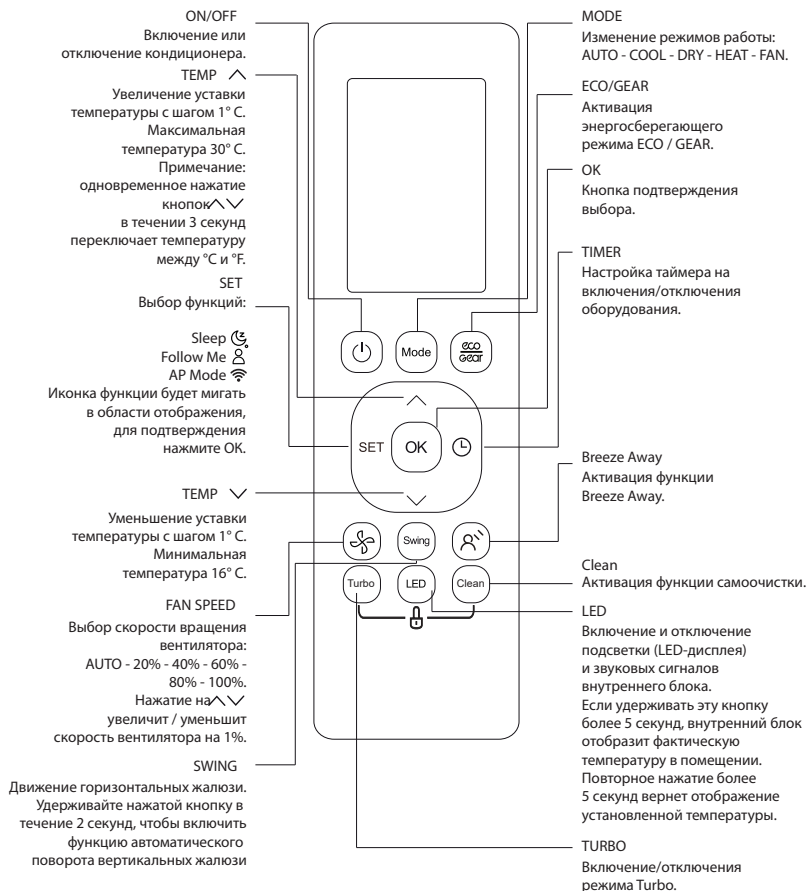 ON/OFF
Включение или
отключение кондиционера.
TEMP
Увеличение уставки
температуры с шагом 1° C.
Максимальная
температура 30° C.
Примечание:
одновременное нажатие
кнопок
в течении 3 секунд
переключает температуру
между °C и °F.
SET
Выбор функций:
Sleep
Follow Me
AP Mode
Иконка функции будет мигать
в области отображения,
для подтверждения
нажмите OK.
TEMP
Уменьшение уставки
температуры с шагом 1° C.
Минимальная
температура 16° C.
FAN SPEED
Выбор скорости вращения
вентилятора:
AUTO - 20% - 40% - 60% -
80% - 100%.
Нажатие на
увеличит / уменьшит
скорость вентилятора на 1%.
SWING
Движение горизонтальных жалюзи.
Удерживайте нажатой кнопку в
течение 2 секунд, чтобы включить
функцию автоматического
поворота вертикальных жалюзи
Mode
eco
Gear
SET
OK
Swing
Turbo
LED
Clean
MODE
Изменение режимов работы:
AUTO - COOL - DRY - HEAT - FAN.
ECO/GEAR
Активация
энергосберегающего
режима ECO / GEAR.
OK
Кнопка подтверждения
выбора.
TIMER
Настройка таймера на
включения/отключения
оборудования.
Breeze Away
Активация функции
Breeze Away.
Clean
Активация функции самоочистки.
LED
Включение и отключение
подсветки (LED-дисплея)
и звуковых сигналов
внутреннего блока.
Если удерживать эту кнопку
более 5 секунд, внутренний блок
отобразит фактическую
температуру в помещении.
Повторное нажатие более
5 секунд вернет отображение
установленной температуры.
TURBO
Включение/отключения
режима Turbo.